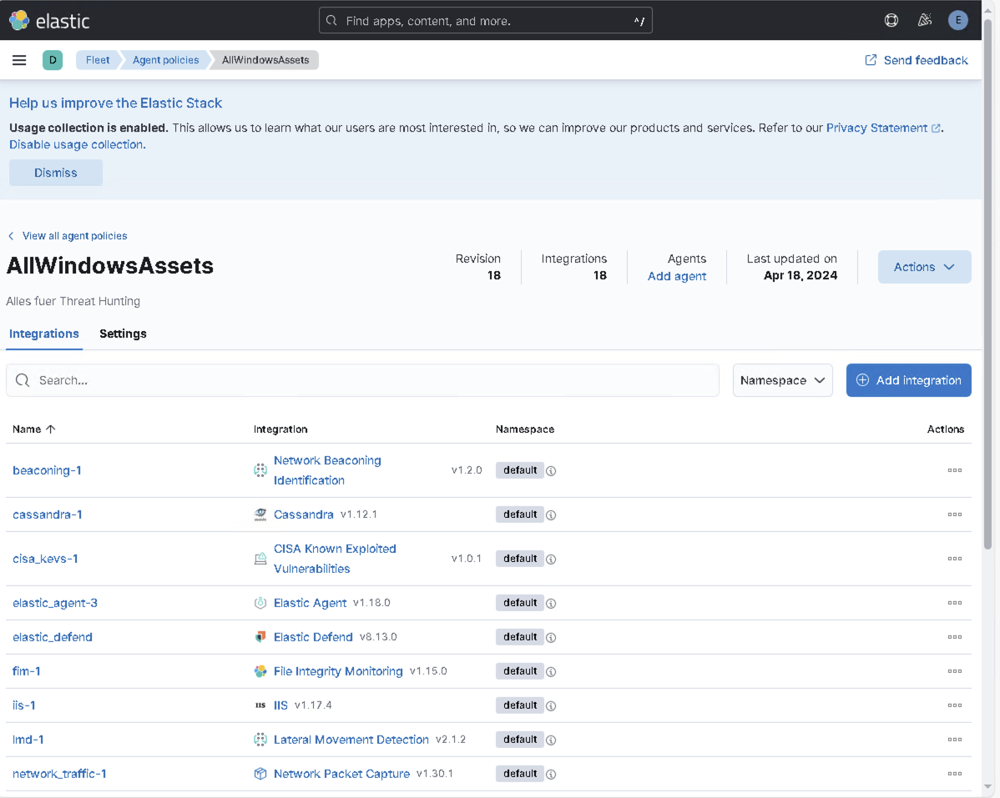 elastic
Find apps, content, and more.
^/
E
D
Fleet
Agent policies
AllWindowsAssets
Send feedback
Help us improve the Elastic Stack
Usage collection is enabled. This allows us to learn what our users are most interested in, so we can improve our products and services. Refer to our Privacy Statement.
Disable usage collection.
Dismiss
View all agent policies
AllWindowsAssets
Alles fuer Threat Hunting
Revision
18
Integrations
18
Agents
Add agent
Last updated on
Apr 18, 2024
Actions
Integrations
Settings
Search...
Namespace
Add integration
Name
Integration
Namespace
Actions
beaconing-1
Network Beaconing
Identification
v1.2.0
default
cassandra-1
Cassandra v1.12.1
default
cisa_kevs-1
CISA Known Exploited
Vulnerabilities
v1.0.1
default
elastic_agent-3
Elastic Agent v1.18.0
default
elastic_defend
Elastic Defend v8.13.0
default
fim-1
File Integrity Monitoring v1.15.0
default
iis-1
IIS
IIS v1.17.4
default
lmd-1
Lateral Movement Detection v2.1.2
default
network_traffic-1
Network Packet Capture v1.30.1
default